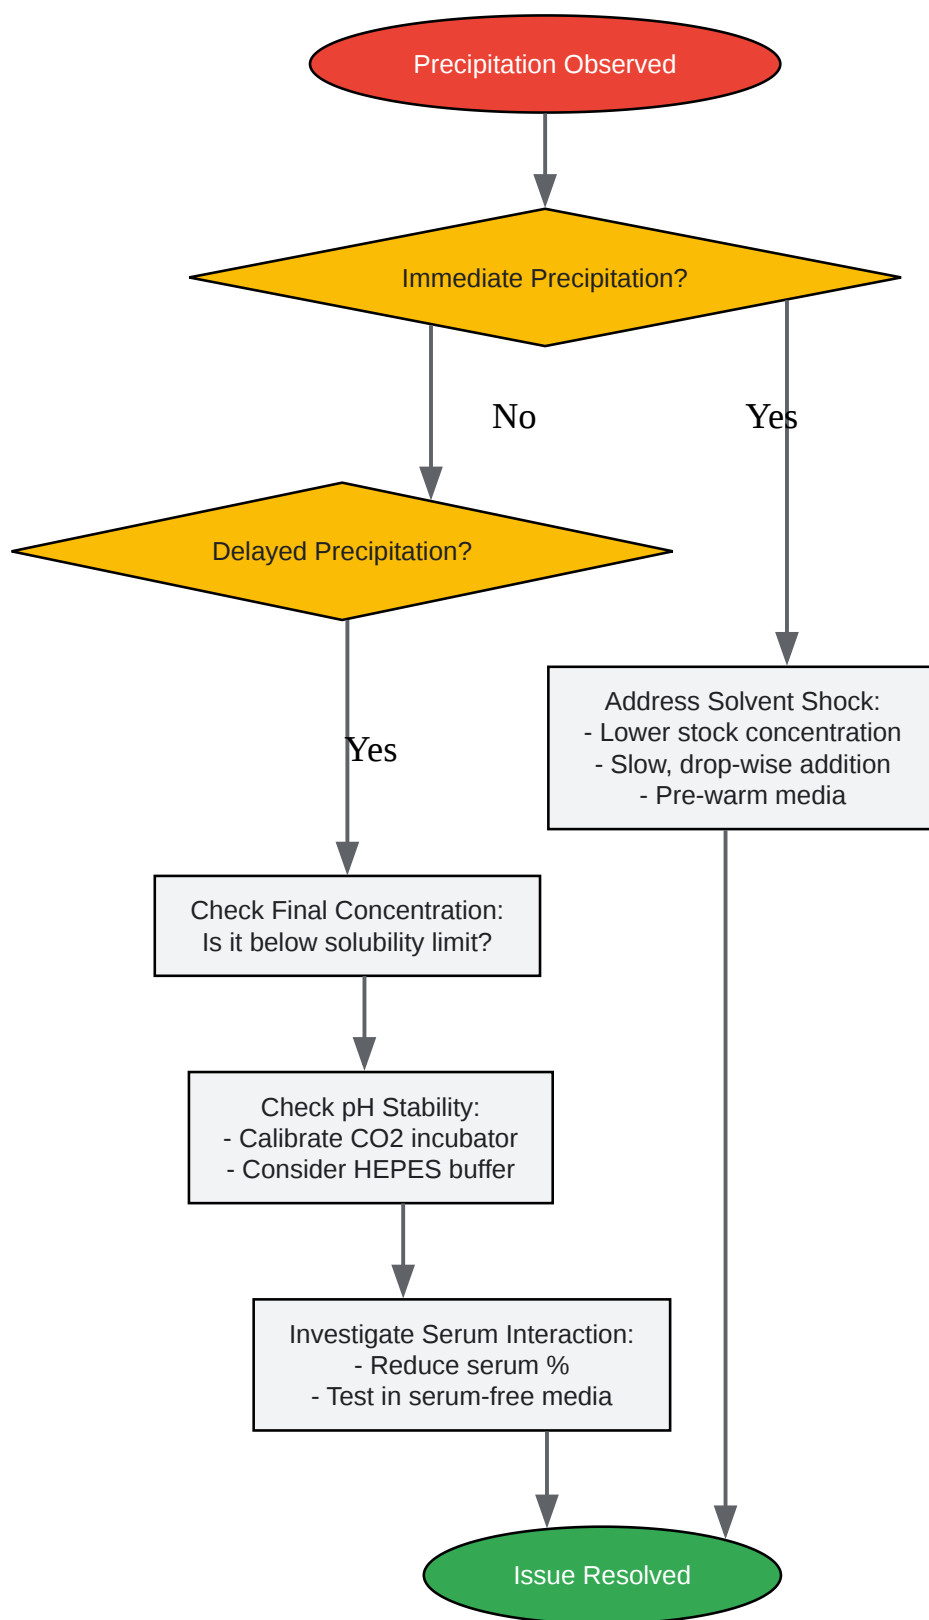 Precipitation Observed
Immediate Precipitation?
No
Yes
Delayed Precipitation?
Yes
Address Solvent Shock:
- Lower stock concentration
- Slow, drop-wise addition
- Pre-warm media
Check Final Concentration:
Is it below solubility limit?
Check pH Stability:
- Calibrate CO2 incubator
- Consider HEPES buffer
Investigate Serum Interaction:
- Reduce serum %
- Test in serum-free media
Issue Resolved